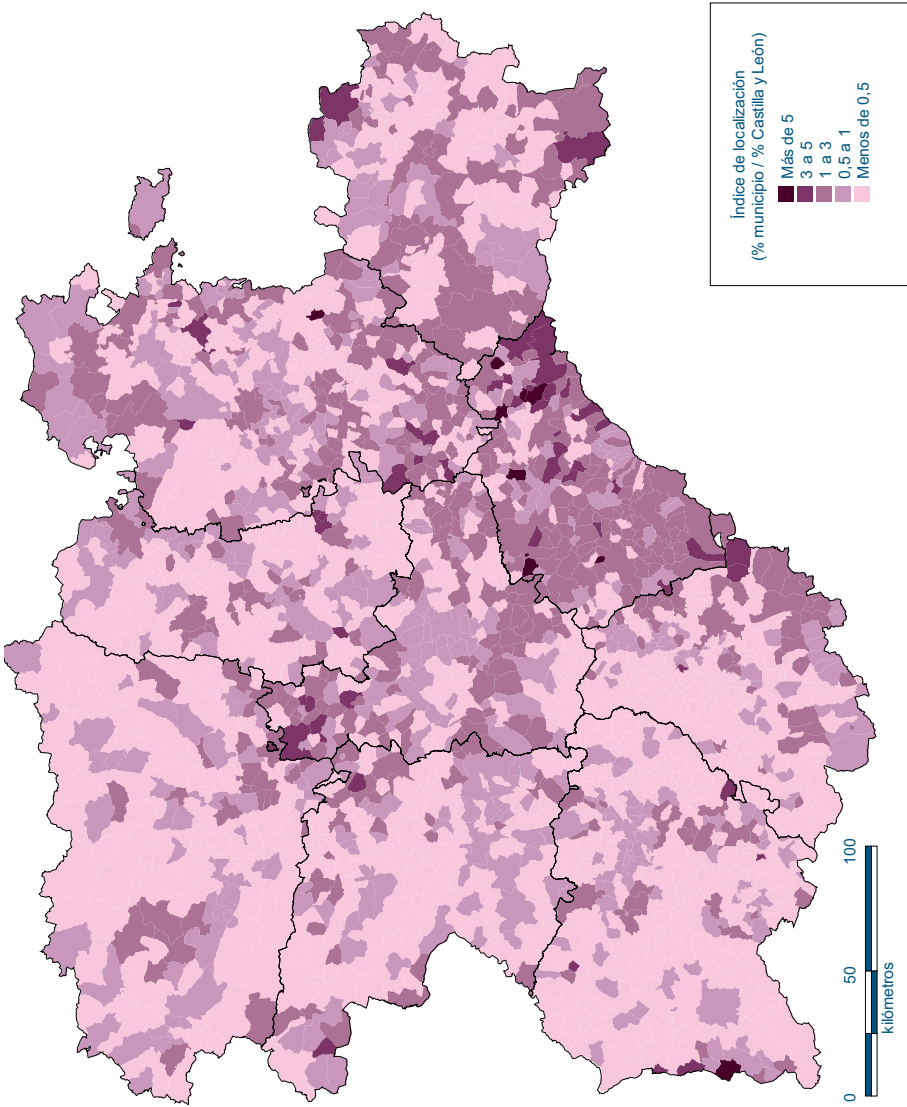 Índice de localización
(% municipio / % Castilla y León)
Más de 5
3 a 5
1 a 3
0,5 a 1
Menos de 0,5
0
50
100
kilómetros